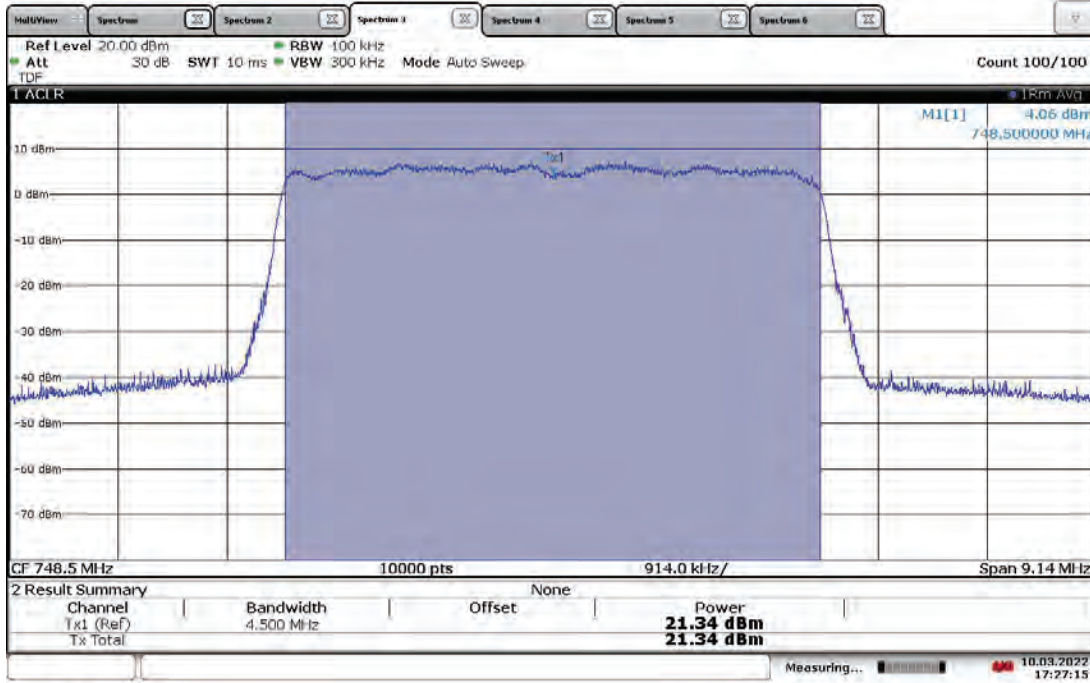 MultiView Spectrum Spectrum 2 Spectrum 3 Spectrum 4 Spectrum 5 Spectrum 6
Ref Level 20.00 dBm RBW 100 kHz
Att 30 dB SWT 10 ms VBW 300 kHz Mode Auto Sweep Count 100/100
TDF
1 ACLR 1Rm Avg
M1[1] 4.06 dBm
748.500000 MHz
10 dBm
Tx1
0 dBm
-10 dBm
-20 dBm
-30 dBm
-40 dBm
-50 dBm
-60 dBm
-70 dBm
CF 748.5 MHz 10000 pts 914.0 kHz/ Span 9.14 MHz
2 Result Summary None
Channel Bandwidth Offset Power
Tx1 (Ref) 4.500 MHz 21.34 dBm
Tx Total 21.34 dBm
Measuring... 10.03.2022
17:27:15